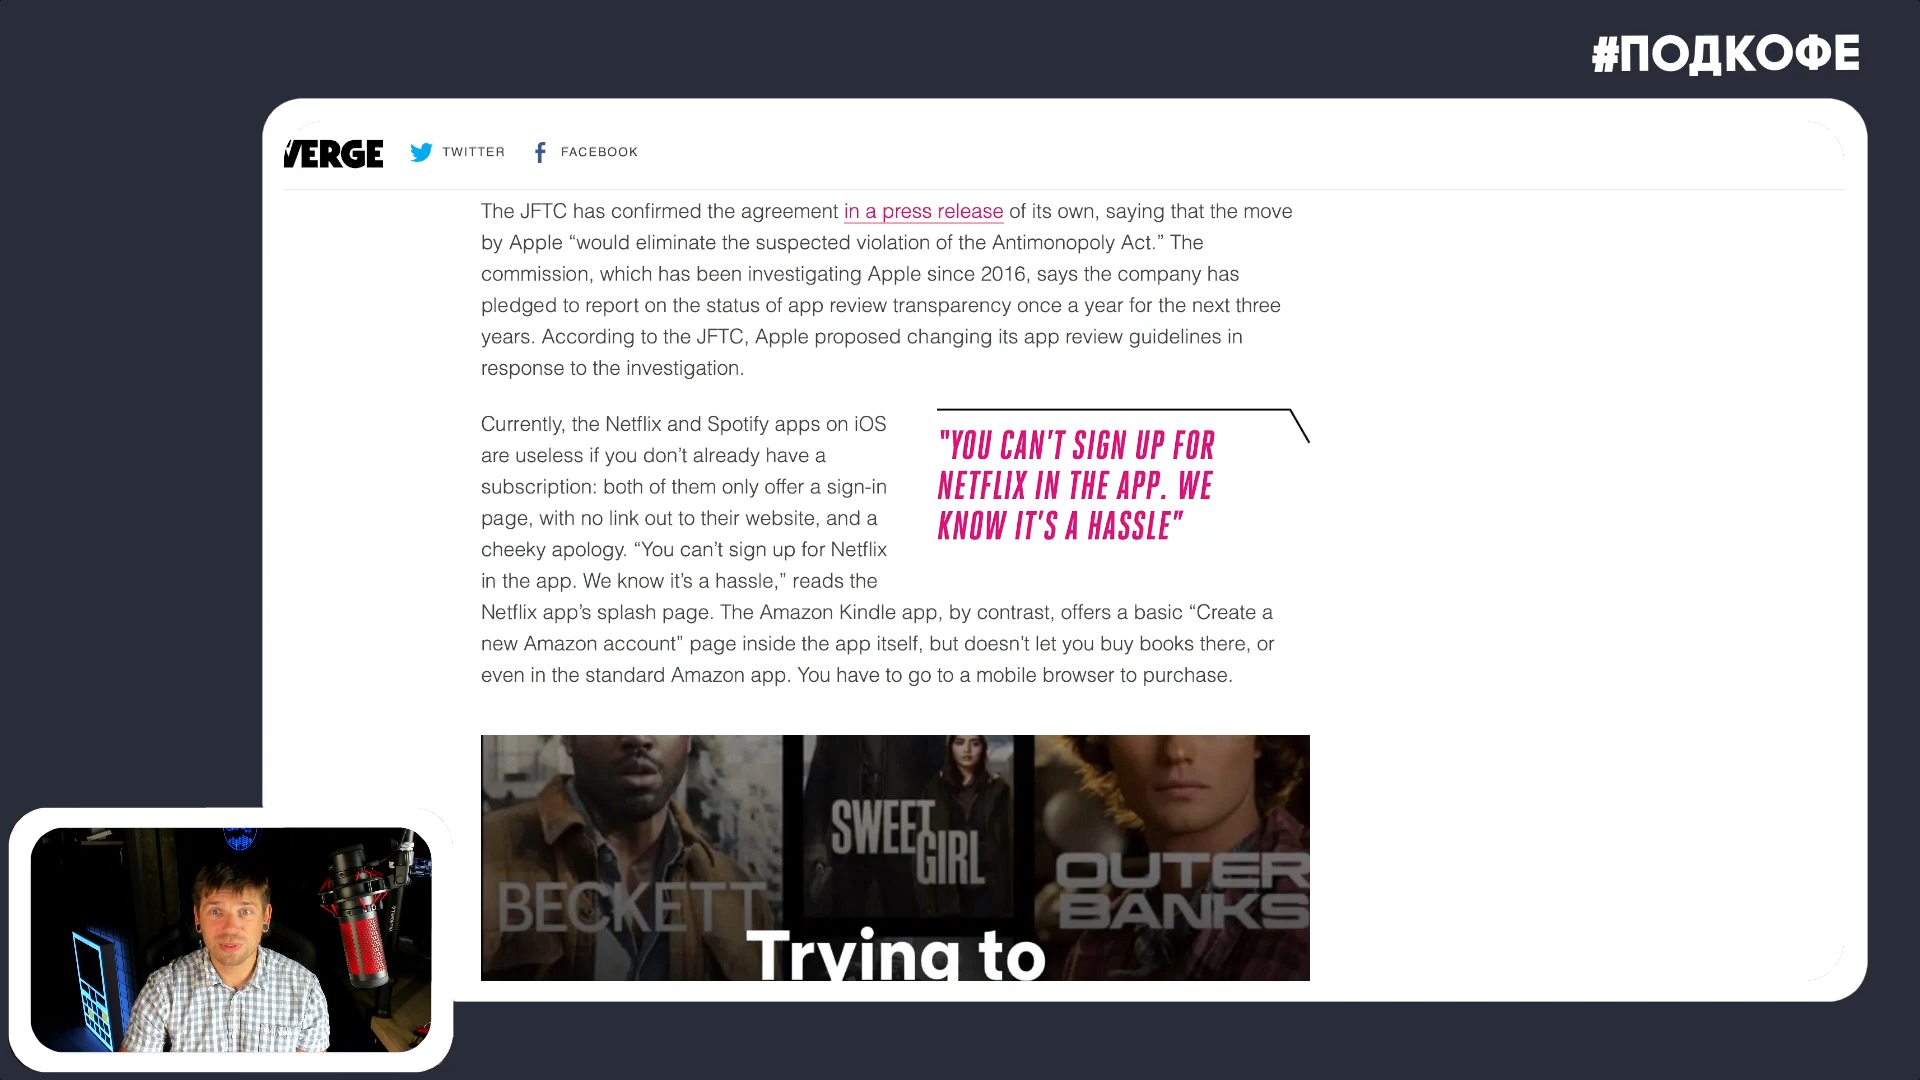 #ПОДКОФЕ
VERGE
TWITTER
FACEBOOK
The JFTC has confirmed the agreement in a press release of its own, saying that the move
by Apple “would eliminate the suspected violation of the Antimonopoly Act.” The
commission, which has been investigating Apple since 2016, says the company has
pledged to report on the status of app review transparency once a year for the next three
years. According to the JFTC, Apple proposed changing its app review guidelines in
response to the investigation.
Currently, the Netflix and Spotify apps on iOS
are useless if you don’t already have a
subscription: both of them only offer a sign-in
page, with no link out to their website, and a
cheeky apology. “You can’t sign up for Netflix
in the app. We know it’s a hassle,” reads the
Netflix app’s splash page. The Amazon Kindle app, by contrast, offers a basic “Create a
new Amazon account” page inside the app itself, but doesn’t let you buy books there, or
even in the standard Amazon app. You have to go to a mobile browser to purchase.
"YOU CAN'T SIGN UP FOR
NETFLIX IN THE APP. WE
KNOW IT'S A HASSLE"
BECKETT
SWEET
GIRL
OUTER
BANKS
Trying to